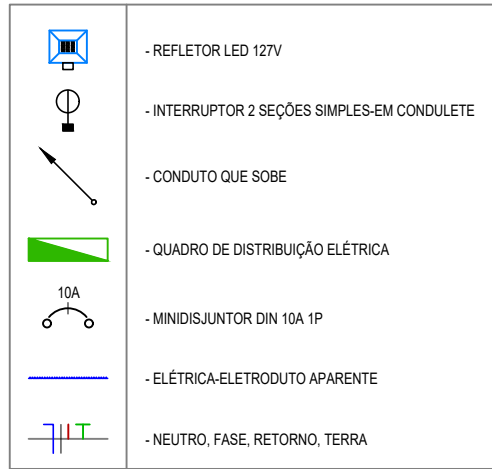 - REFLETOR LED 127V
- INTERRUPTOR 2 SEÇÕES SIMPLES-EM CONDULETE
- CONDUTO QUE SOBE
- QUADRO DE DISTRIBUIÇÃO ELÉTRICA
10A
- MINIDISJUNTOR DIN 10A 1P
- ELÉTRICA-ELETRODUTO APARENTE
- NEUTRO, FASE, RETORNO, TERRA